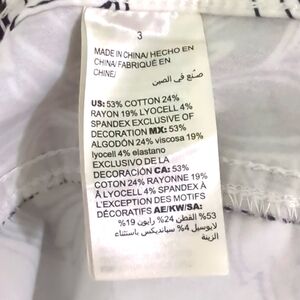 3
MADE IN CHINA/ HECHO EN
CHINA/ FABRIQUÉ EN
CHINE/
صنع في الصين
US: 53% COTTON 24%
RAYON 19% LYOCELL 4%
SPANDEX EXCLUSIVE OF
DECORATION MX: 53%
ALGODÓN 24% viscosa 19%
lyocell 4% elastano
EXCLUSIVO DE LA
DECORACIÓN CA: 53%
COTON 24% RAYONNE 19%
À LYOCELL 4% SPANDEX À
L'EXCEPTION DES MOTIFS
DÉCORATIFS AE/KW/SA:
53% القطن 24% رايون 19%
لايوسيل 4% سبانديكس باستثناء
الزينة